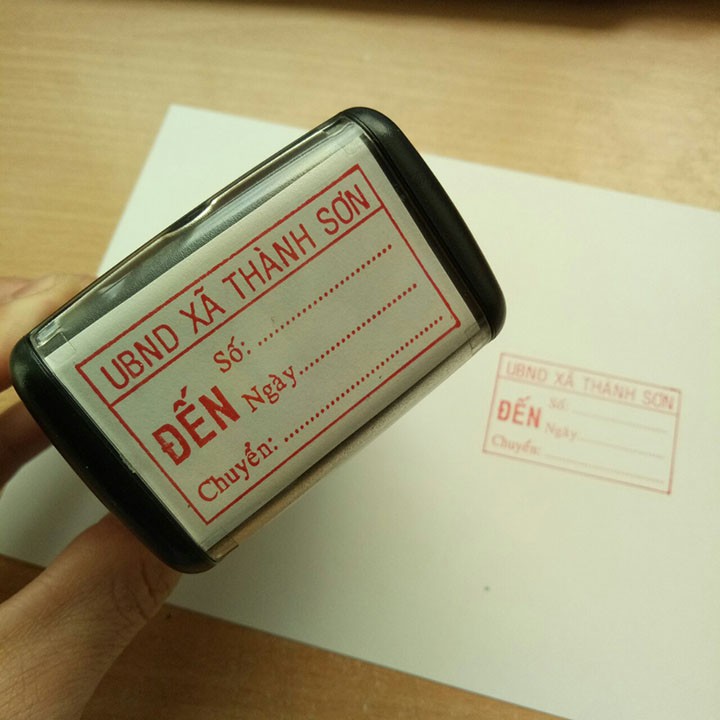 UBND XÃ THÀNH SƠN
Số: ....................
ĐẾN Ngày....................
Chuyển: ........................
UBND XÃ THÀNH SƠN
Số: ....................
ĐẾN Ngày....................
Chuyển: ........................